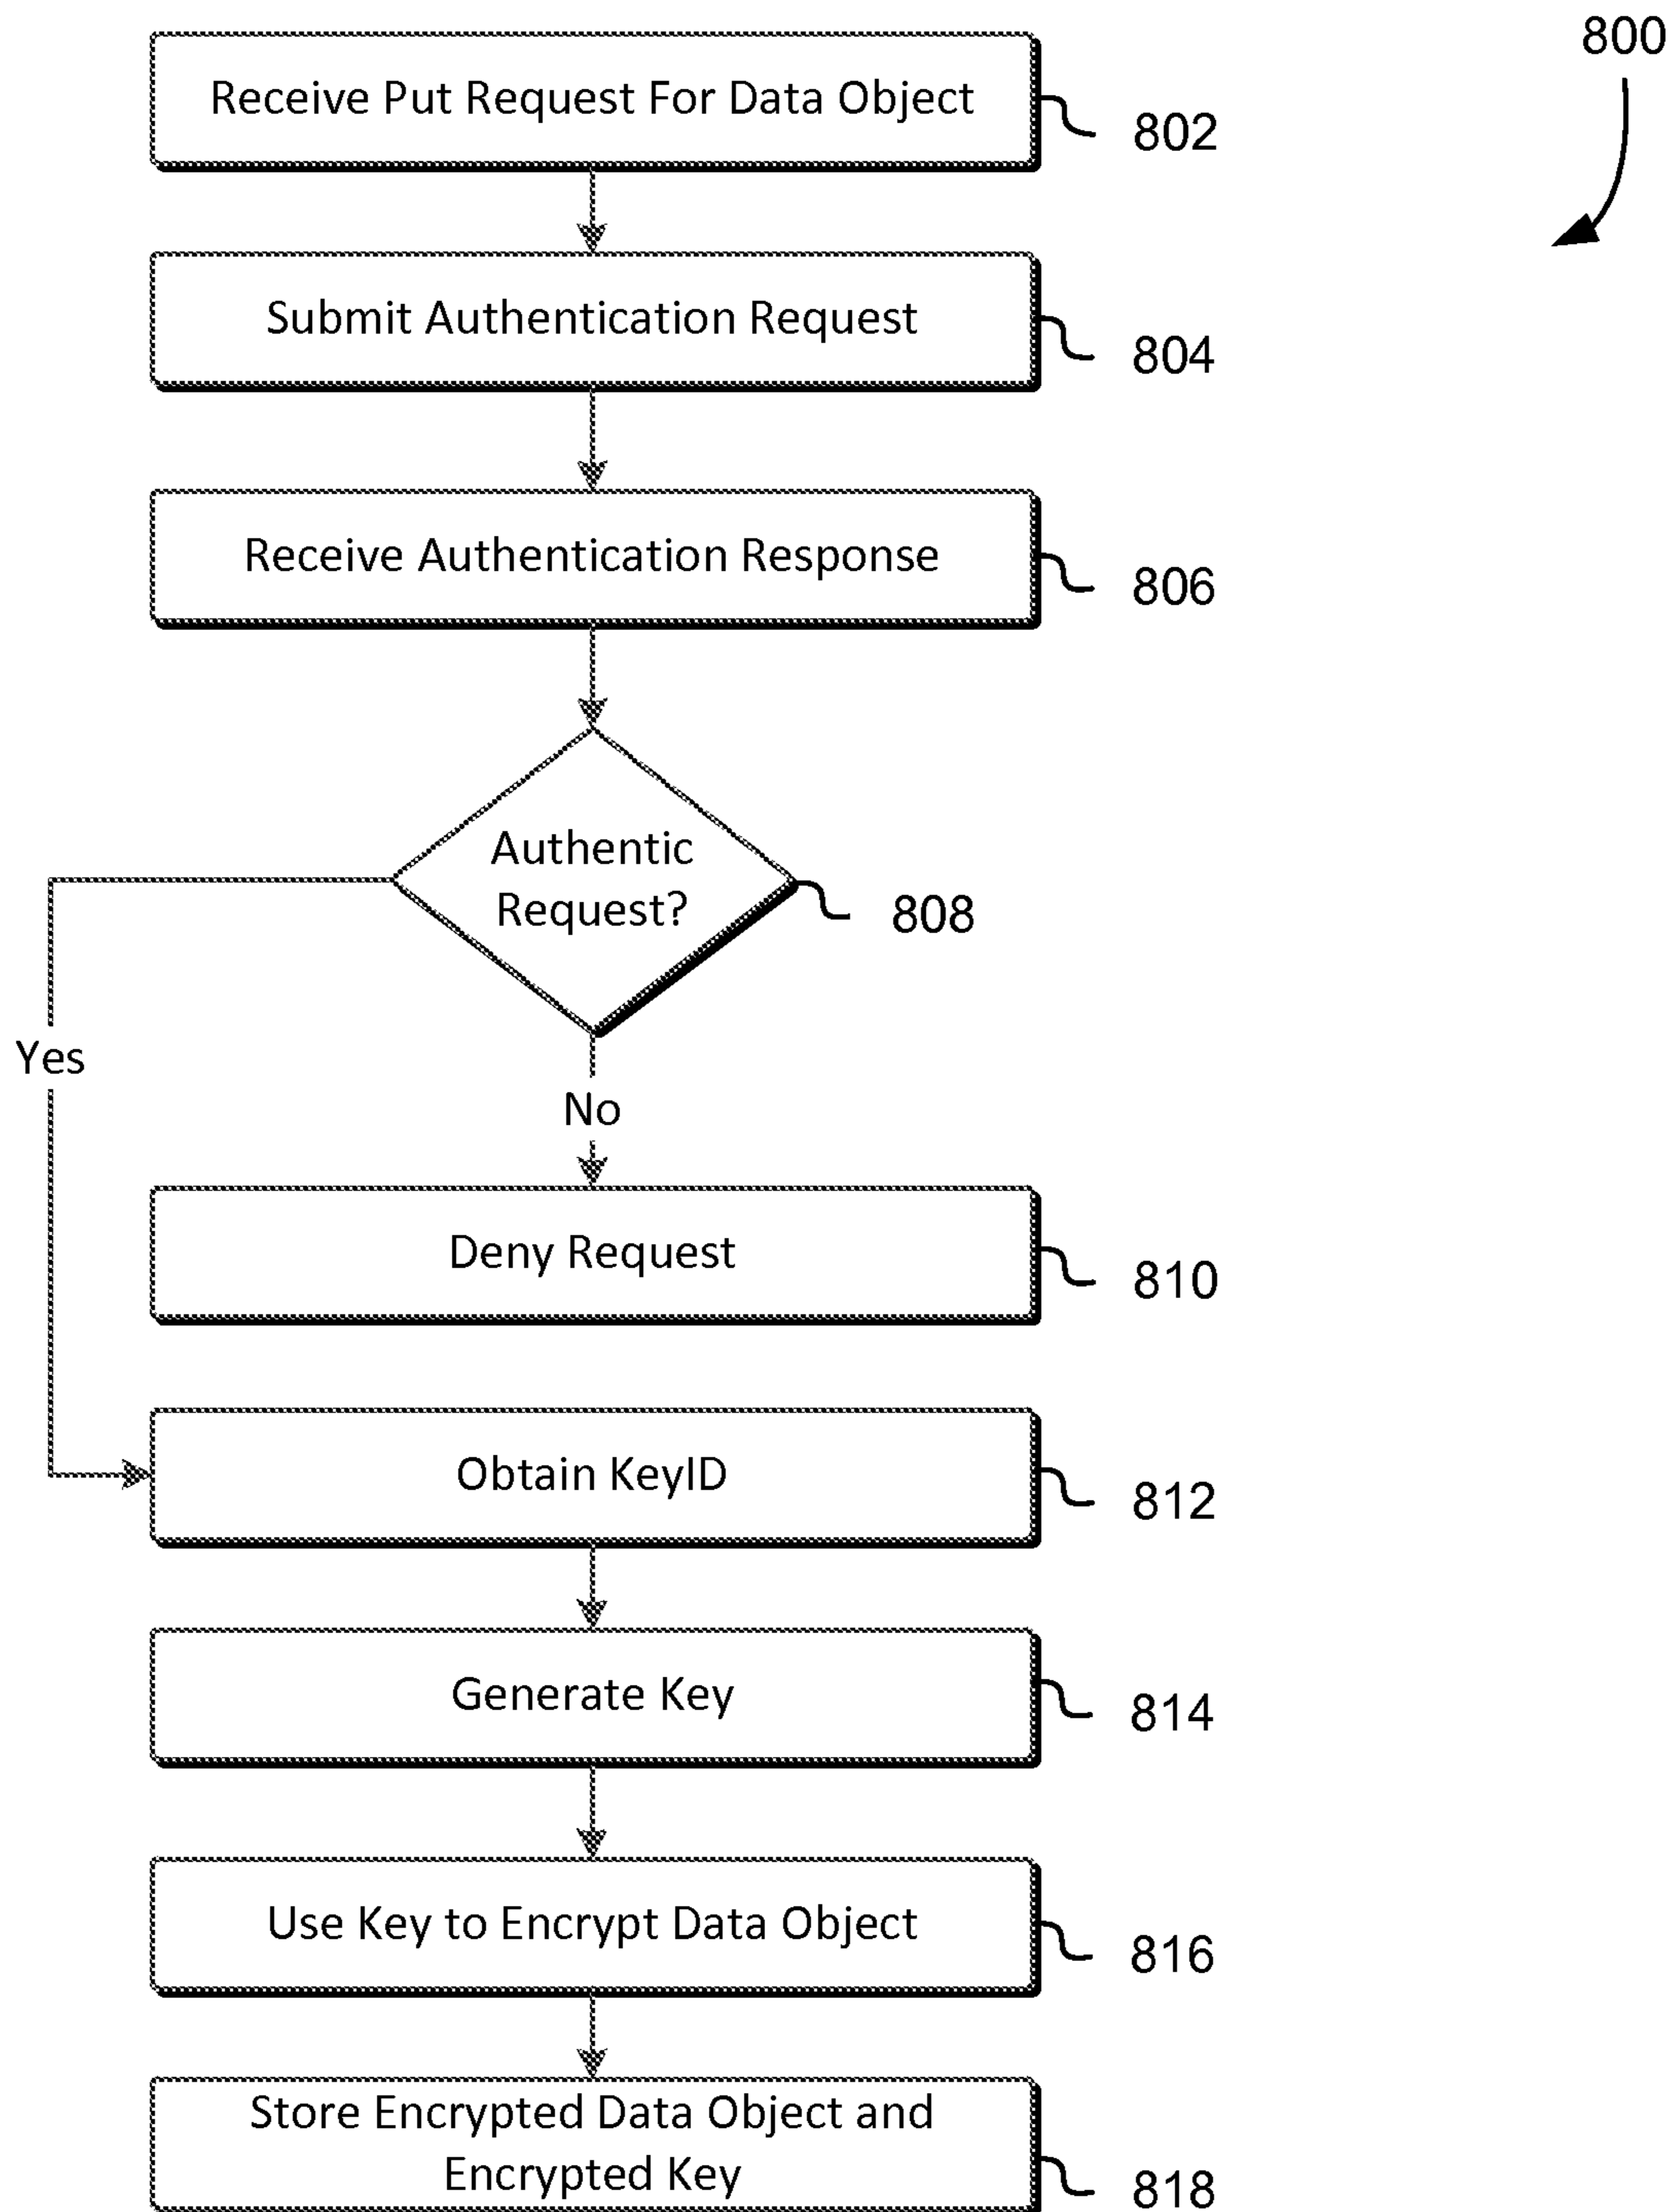 800
Receive Put Request For Data Object
802
Submit Authentication Request
804
Receive Authentication Response
806
Authentic
Request?
808
Yes
No
Deny Request
810
Obtain KeyID
812
Generate Key
814
Use Key to Encrypt Data Object
816
Store Encrypted Data Object and
Encrypted Key
818